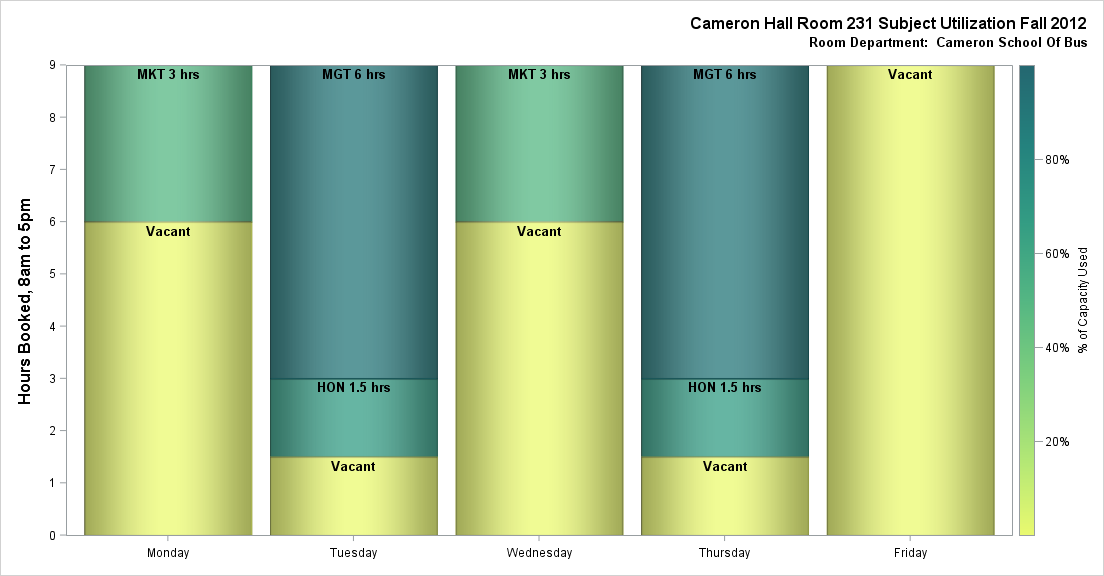 Cameron Hall Room 231 Subject Utilization Fall 2012
Room Department:  Cameron School Of Bus
Hours Booked, 8am to 5pm
9
8
7
6
5
4
3
2
1
0
MKT 3 hrs
Vacant
MGT 6 hrs
HON 1.5 hrs
Vacant
MKT 3 hrs
Vacant
MGT 6 hrs
HON 1.5 hrs
Vacant
Vacant
Monday
Tuesday
Wednesday
Thursday
Friday
80%
60%
40%
20%
% of Capacity Used